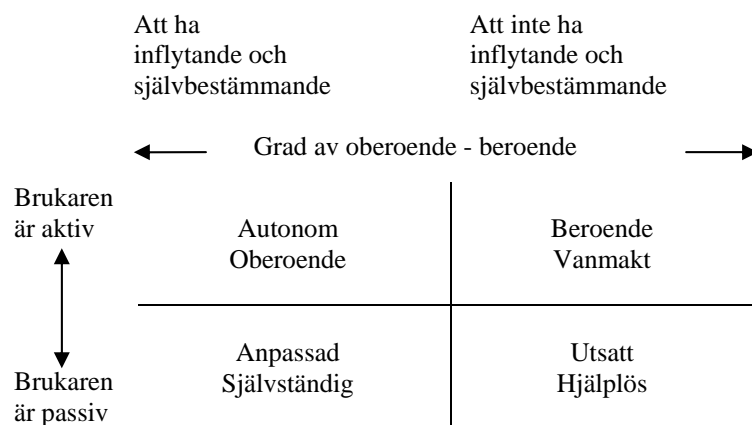 Att ha
inflytande och
självbestämmande
Att inte ha
inflytande och
självbestämmande
Grad av oberoende - beroende
Brukaren
är aktiv
Autonom
Oberoende
Beroende
Vanmakt
Anpassad
Självständig
Utsatt
Hjälplös
Brukaren
är passiv